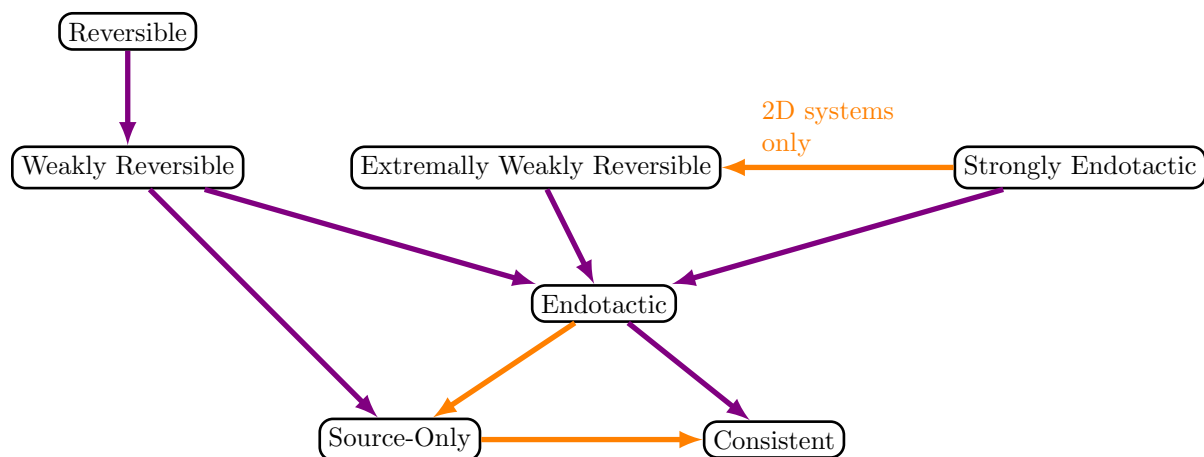 Reversible
2D systems
only
Weakly Reversible
Extremally Weakly Reversible
Strongly Endotactic
Endotactic
Source-Only
Consistent